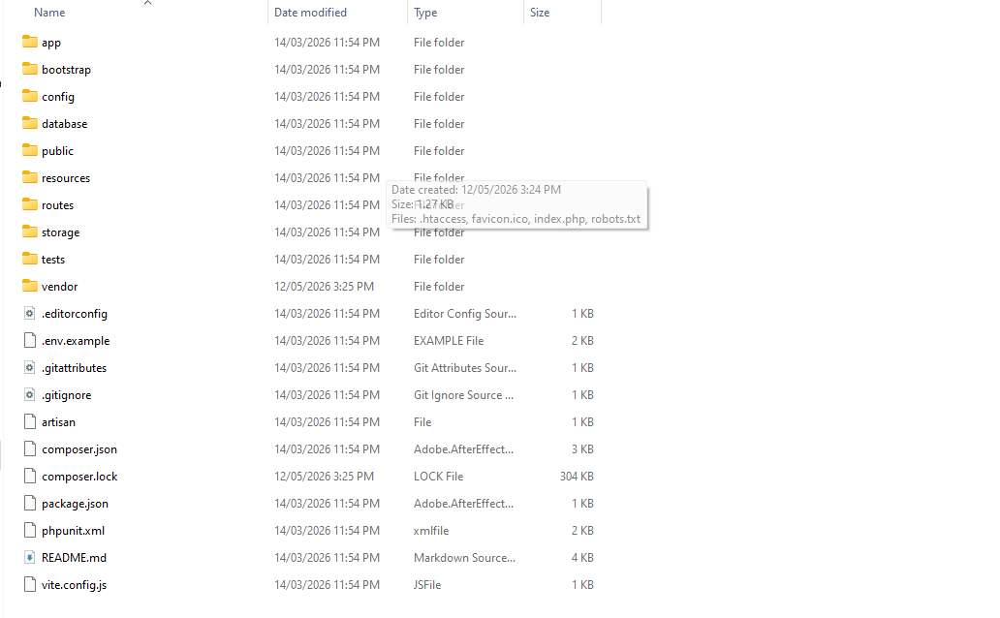 Name Date modified Type Size
app 14/03/2026 11:54 PM File folder
bootstrap 14/03/2026 11:54 PM File folder
config 14/03/2026 11:54 PM File folder
database 14/03/2026 11:54 PM File folder
public 14/03/2026 11:54 PM File folder
resources 14/03/2026 11:54 PM File folder
Date created: 12/05/2026 3:24 PM
Size: 1.27 KB
Files: .htaccess, favicon.ico, index.php, robots.txt
routes 14/03/2026 11:54 PM File folder
storage 14/03/2026 11:54 PM File folder
tests 14/03/2026 11:54 PM File folder
vendor 12/05/2026 3:25 PM File folder
.editorconfig 14/03/2026 11:54 PM Editor Config Sour... 1 KB
.env.example 14/03/2026 11:54 PM EXAMPLE File 2 KB
.gitattributes 14/03/2026 11:54 PM Git Attributes Sour... 1 KB
.gitignore 14/03/2026 11:54 PM Git Ignore Source ... 1 KB
artisan 14/03/2026 11:54 PM File 1 KB
composer.json 14/03/2026 11:54 PM Adobe.AfterEffect... 3 KB
composer.lock 12/05/2026 3:25 PM LOCK File 304 KB
package.json 14/03/2026 11:54 PM Adobe.AfterEffect... 1 KB
phpunit.xml 14/03/2026 11:54 PM xmlfile 2 KB
README.md 14/03/2026 11:54 PM Markdown Source... 4 KB
vite.config.js 14/03/2026 11:54 PM JSFile 1 KB